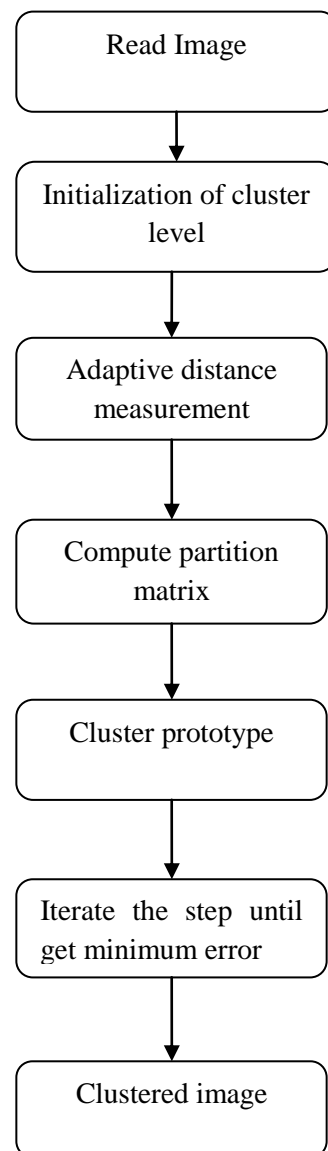 Read Image
Initialization of cluster
level
Adaptive distance
measurement
Compute partition
matrix
Cluster prototype
Iterate the step until
get minimum error
Clustered image